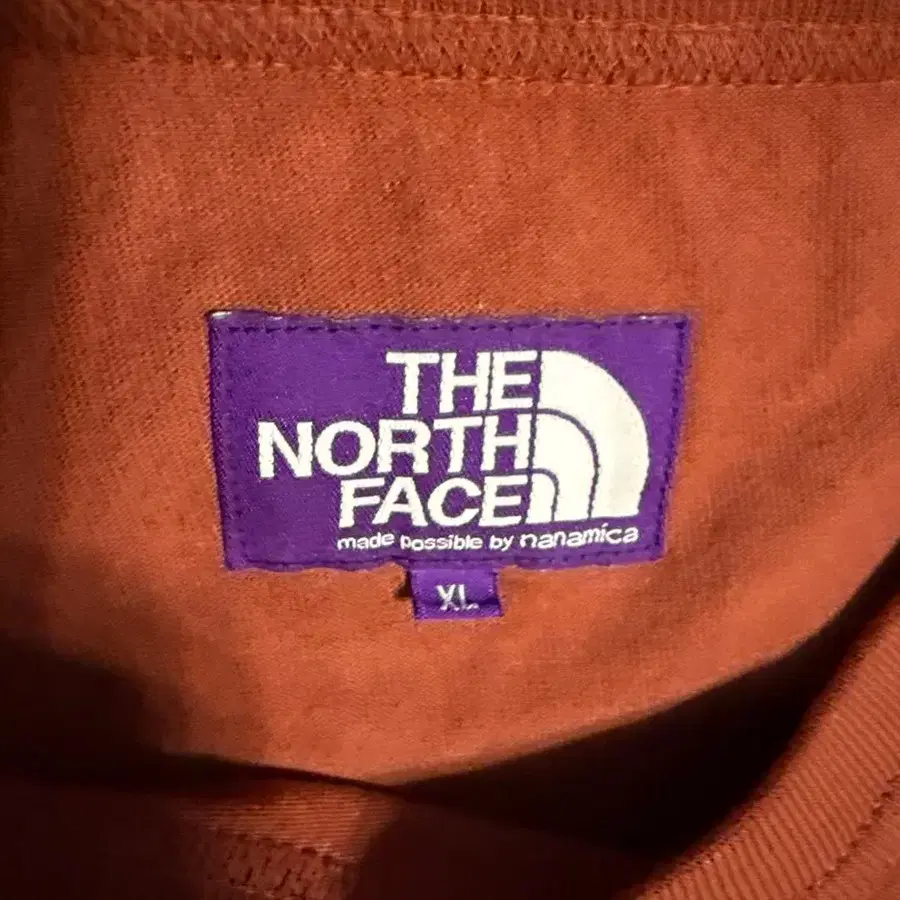 THE
NORTH
FACE
made possible by nanamica
XL